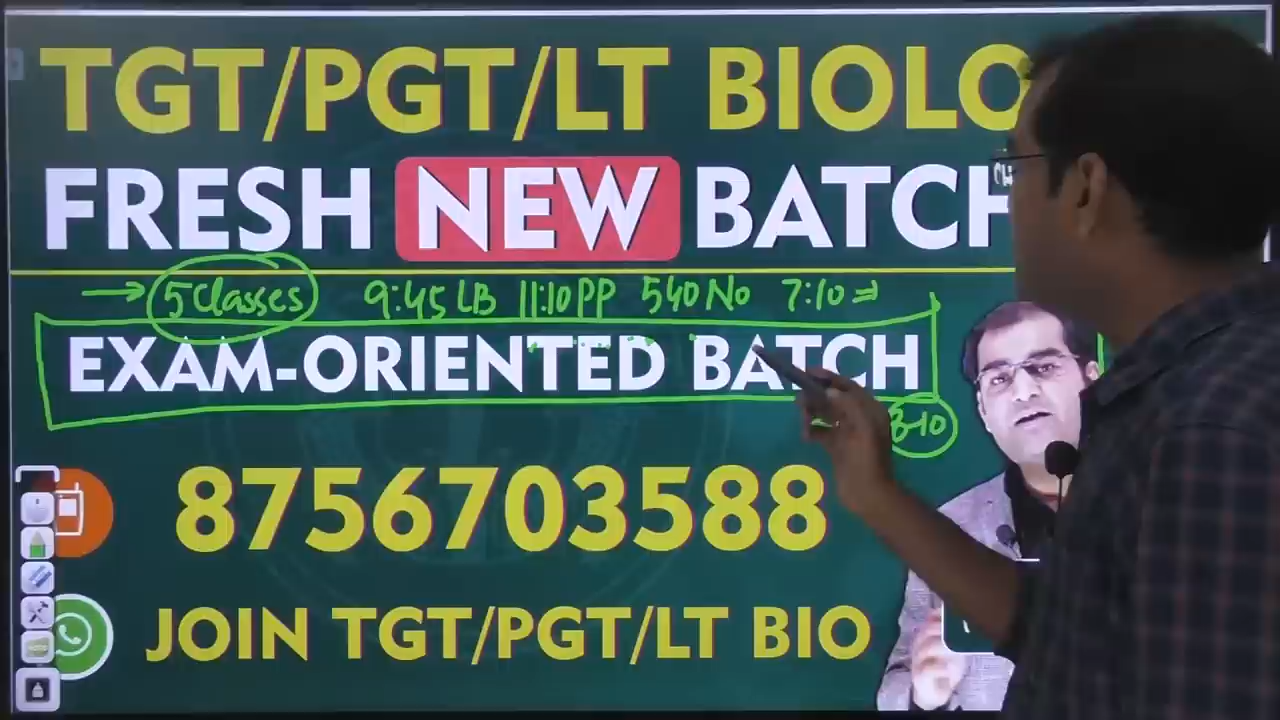 TGT/PGT/LT BIOLO
FRESH NEW BATCH
→ 5 Classes 9:45 LB 11:10 PP 540 No 7:10 ⇒
EXAM-ORIENTED BATCH
8756703588
JOIN TGT/PGT/LT BIO